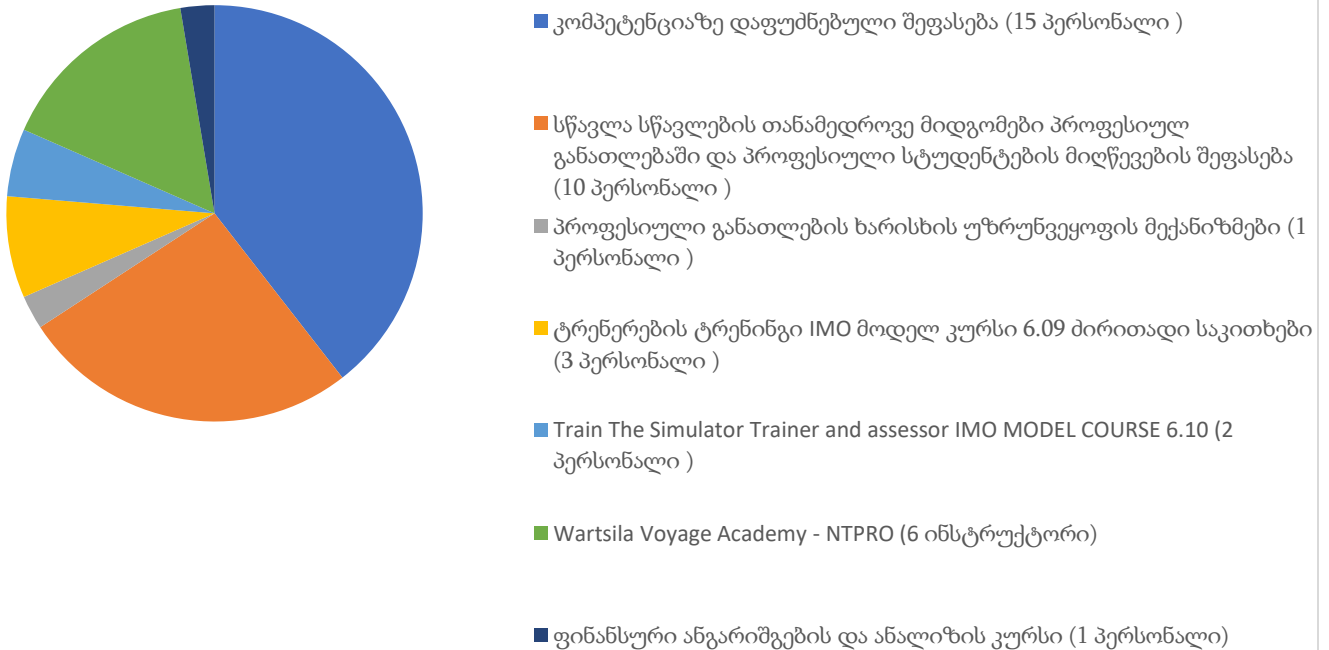 კომპეტენციაზე დაფუძნებული შეფასება (15 პერსონალი )
სწავლა სწავლების თანამედროვე მიდგომები პროფესიულ
განათლებაში და პროფესიული სტუდენტების მიღწევების შეფასება
(10 პერსონალი )
პროფესიული განათლების ხარისხის უზრუნვეყოფის მექანიზმები (1
პერსონალი )
ტრენერების ტრენინგი IMO მოდელ კურსი 6.09 ძირითადი საკითხები
(3 პერსონალი )
Train The Simulator Trainer and assessor IMO MODEL COURSE 6.10 (2
პერსონალი )
Wartsila Voyage Academy - NTPRO (6 ინსტრუქტორი)
ფინანსური ანგარიშგების და ანალიზის კურსი (1 პერსონალი)